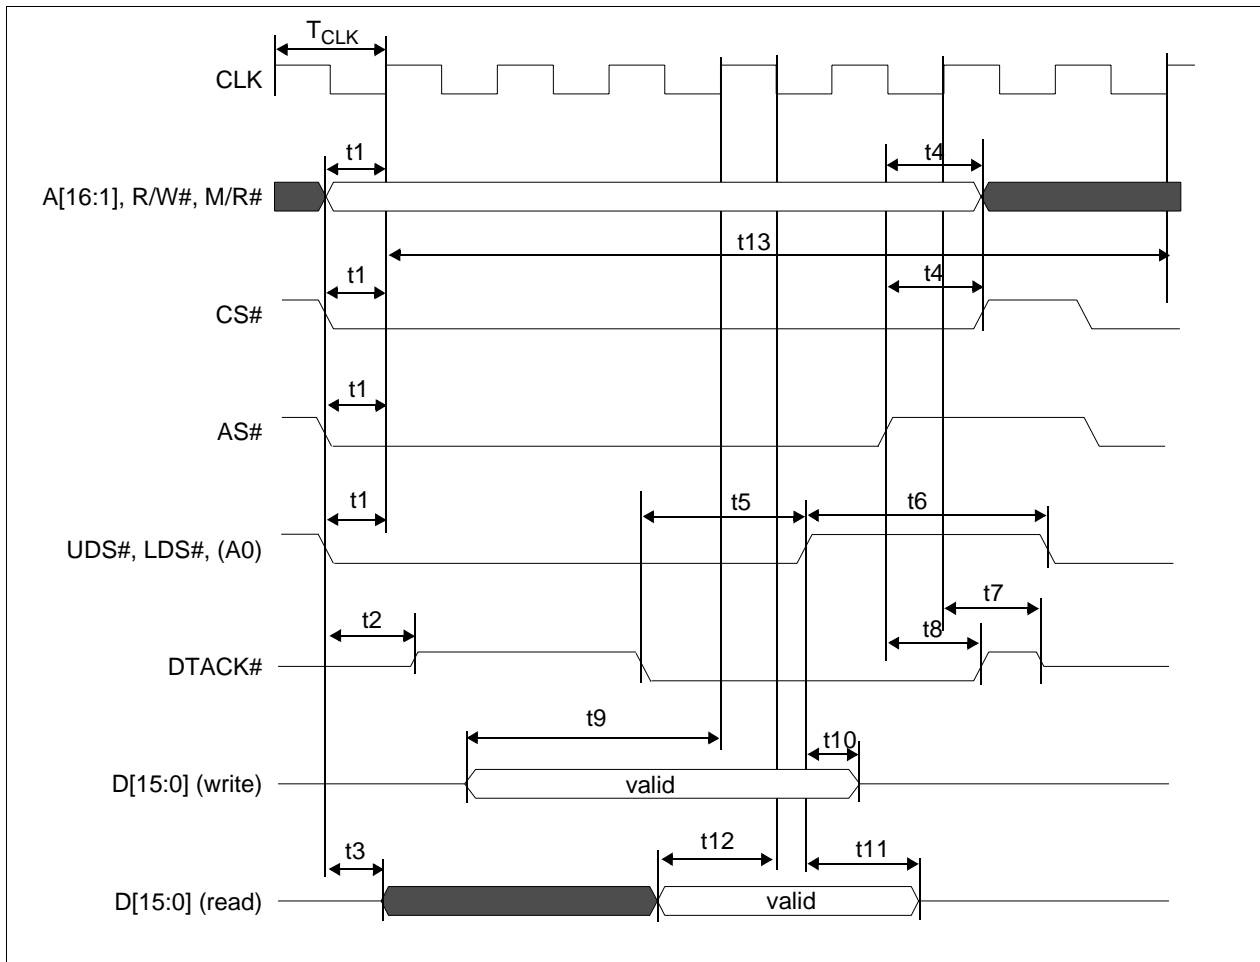 TCLK
CLK
t1
t4
A[16:1], R/W#, M/R#
t13
t1
t4
CS#
t1
AS#
t1
t5
t6
UDS#, LDS#, (A0)
t7
t2
t8
DTACK#
t9
t10
D[15:0] (write)
valid
t12
t3
t11
D[15:0] (read)
valid